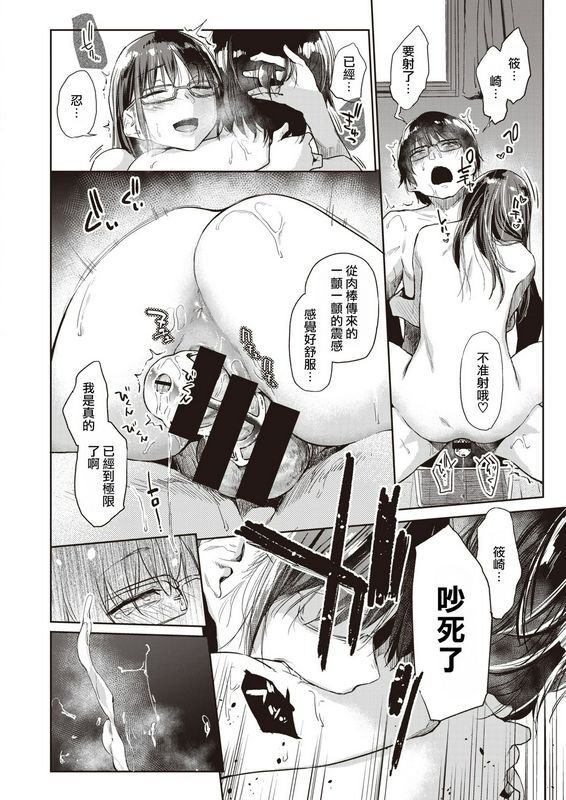 筱…
崎…
要射了…
不准射哦♡
已經…
忍…
從肉棒傳來的
一顫一顫的震感
感覺好舒服…
我是真的
已經到極限
了啊
筱崎…
吵死了